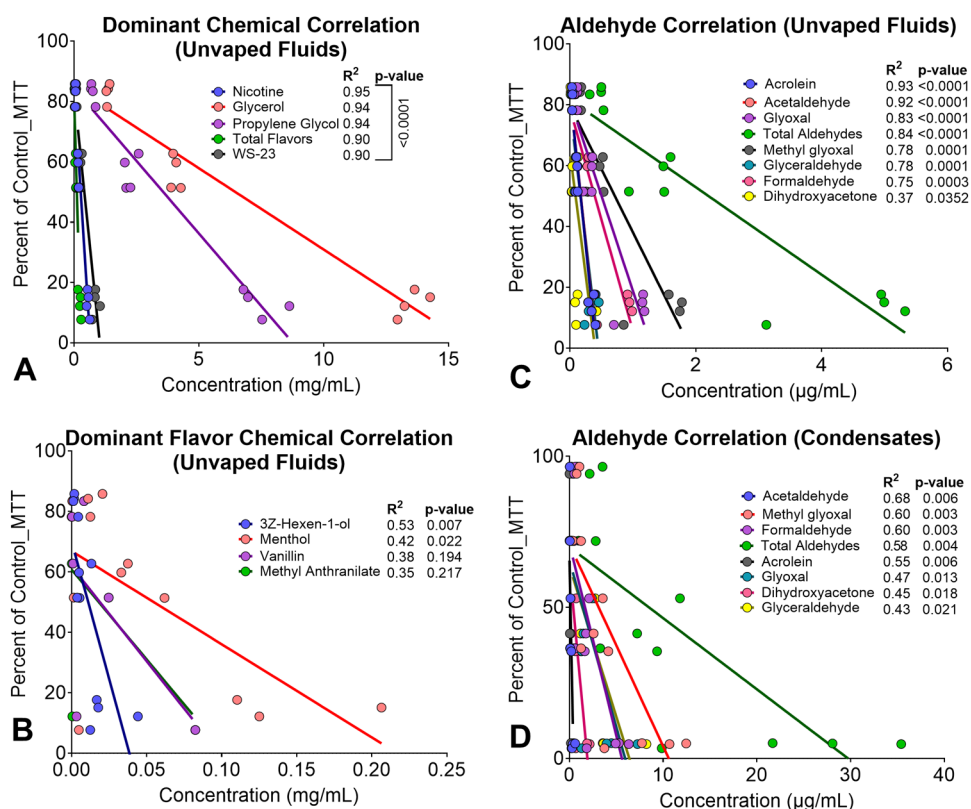 Dominant Chemical Correlation
(Unvaped Fluids)
R² p-value
Nicotine 0.95
Glycerol 0.94
Propylene Glycol 0.94
Total Flavors 0.90
WS-23 0.90
<0.0001
Percent of Control_MTT
100
80
60
40
20
0
0 5 10 15
Concentration (mg/mL)
A
Aldehyde Correlation (Unvaped Fluids)
R² p-value
Acrolein 0.93 <0.0001
Acetaldehyde 0.92 <0.0001
Glyoxal 0.83 <0.0001
Total Aldehydes 0.84 <0.0001
Methyl glyoxal 0.78 0.0001
Glyceraldehyde 0.78 0.0001
Formaldehyde 0.75 0.0003
Dihydroxyacetone 0.37 0.0352
Percent of Control_MTT
100
80
60
40
20
0
0 2 4 6
Concentration (µg/mL)
C
Dominant Flavor Chemical Correlation
(Unvaped Fluids)
R² p-value
3Z-Hexen-1-ol 0.53 0.007
Menthol 0.42 0.022
Vanillin 0.38 0.194
Methyl Anthranilate 0.35 0.217
Percent of Control_MTT
100
80
60
40
20
0
0.00 0.05 0.10 0.15 0.20 0.25
Concentration (mg/mL)
B
Aldehyde Correlation (Condensates)
R² p-value
Acetaldehyde 0.68 0.006
Methyl glyoxal 0.60 0.003
Formaldehyde 0.60 0.003
Total Aldehydes 0.58 0.004
Acrolein 0.55 0.006
Glyoxal 0.47 0.013
Dihydroxyacetone 0.45 0.018
Glyceraldehyde 0.43 0.021
Percent of Control_MTT
100
50
0
0 10 20 30 40
Concentration (µg/mL)
D